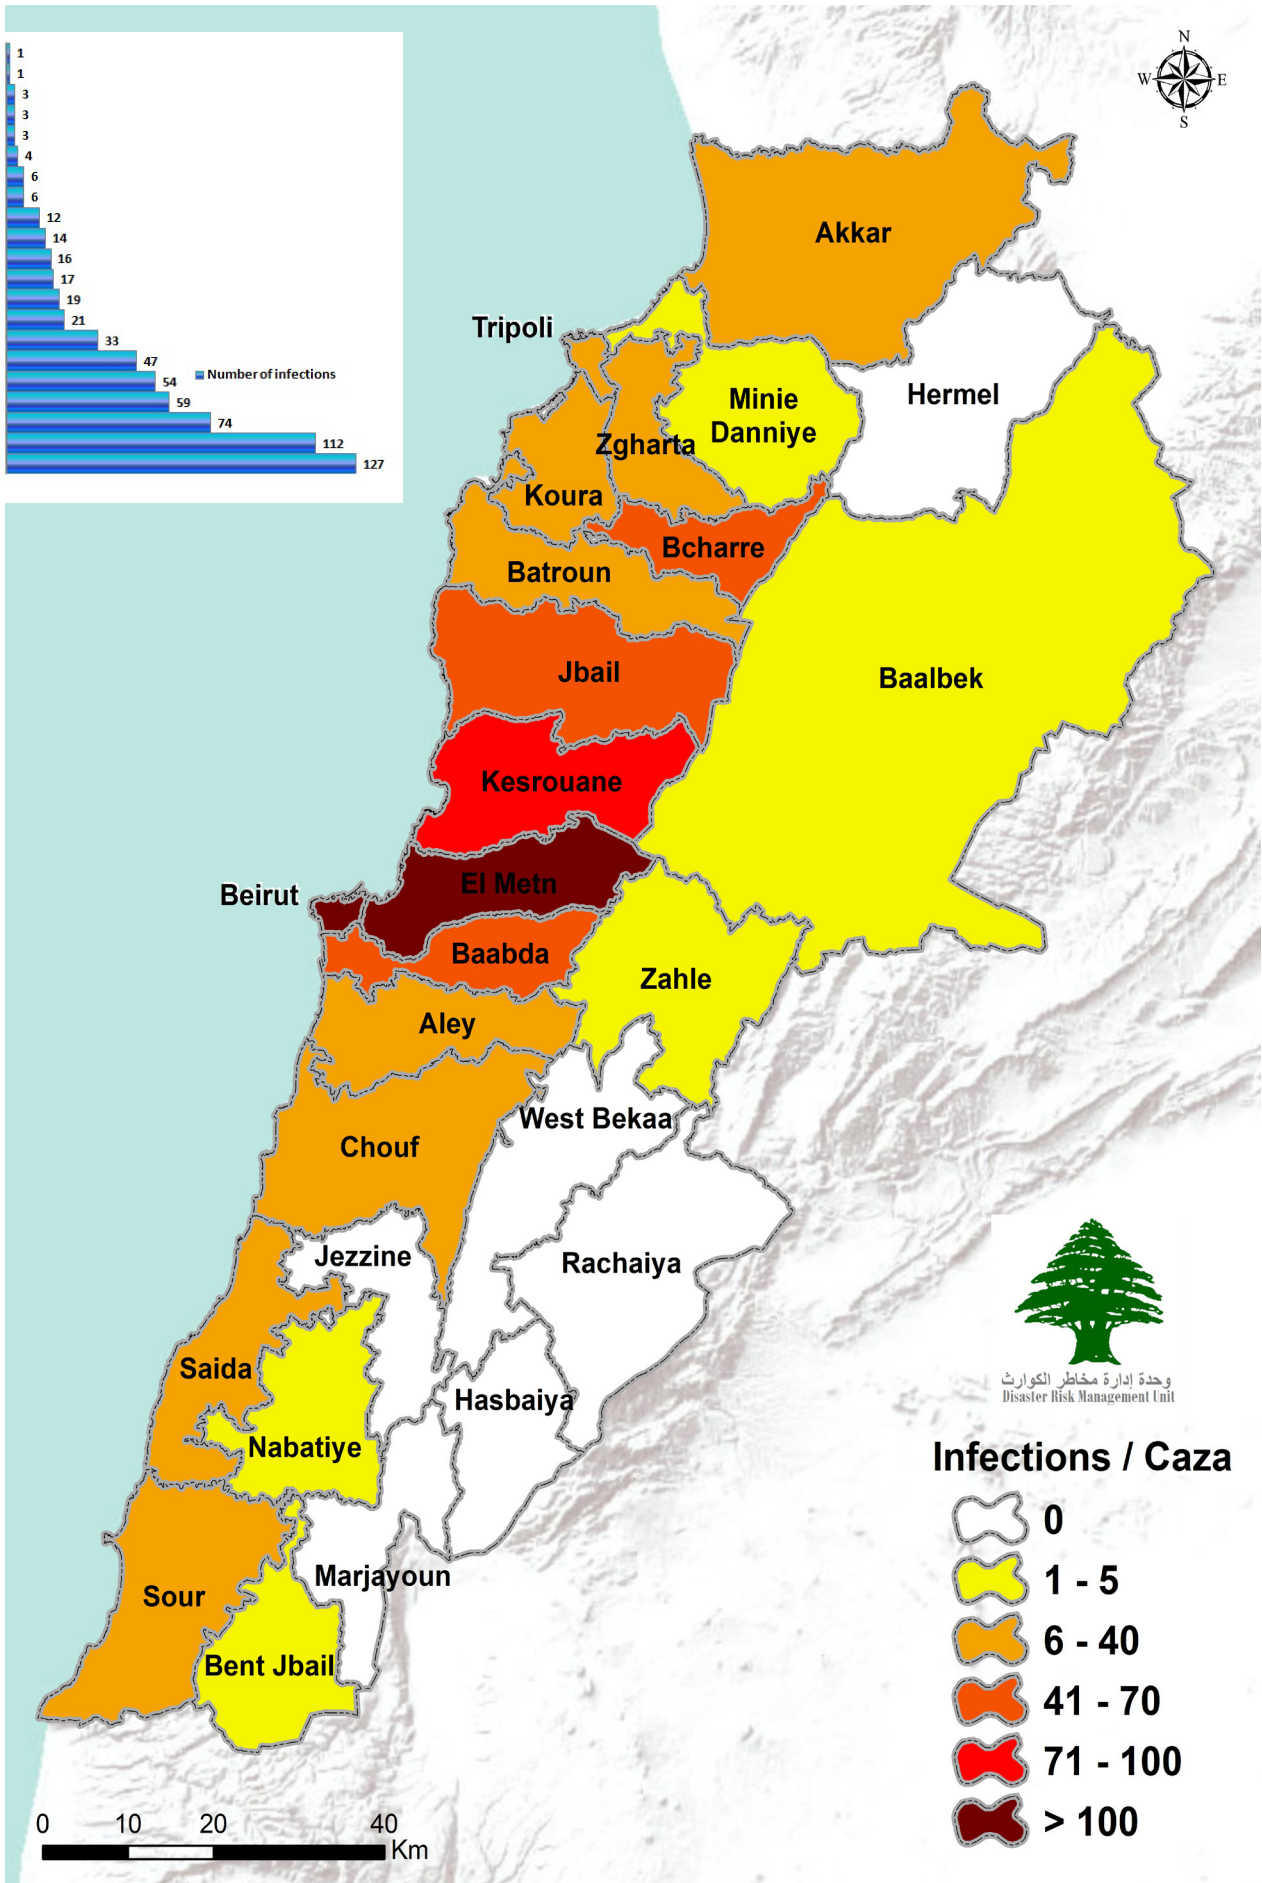 1
1
3
3
3
4
6
6
12
14
16
17
19
21
33
47
54
59
74
112
127
Number of infections
N
W E
S
Akkar
Tripoli
Hermel
Minie
Danniye
Zgharta
Koura
Bcharre
Batroun
Jbail
Baalbek
Kesrouane
El Metn
Beirut
Baabda
Zahle
Aley
West Bekaa
Chouf
Jezzine
Rachaiya
Saida
Hasbaiya
Nabatiye
Marjayoun
Sour
Bent Jbail
وحدة إدارة مخاطر الكوارث
Disaster Risk Management Unit
Infections / Caza
0
1 - 5
6 - 40
41 - 70
71 - 100
> 100
0 10 20 40
Km